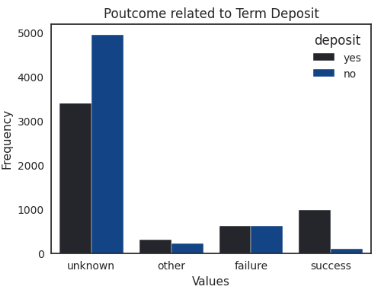 Poutcome related to Term Deposit
deposit
yes
no
5000
4000
3000
2000
1000
0
Frequency
unknown
other
failure
success
Values